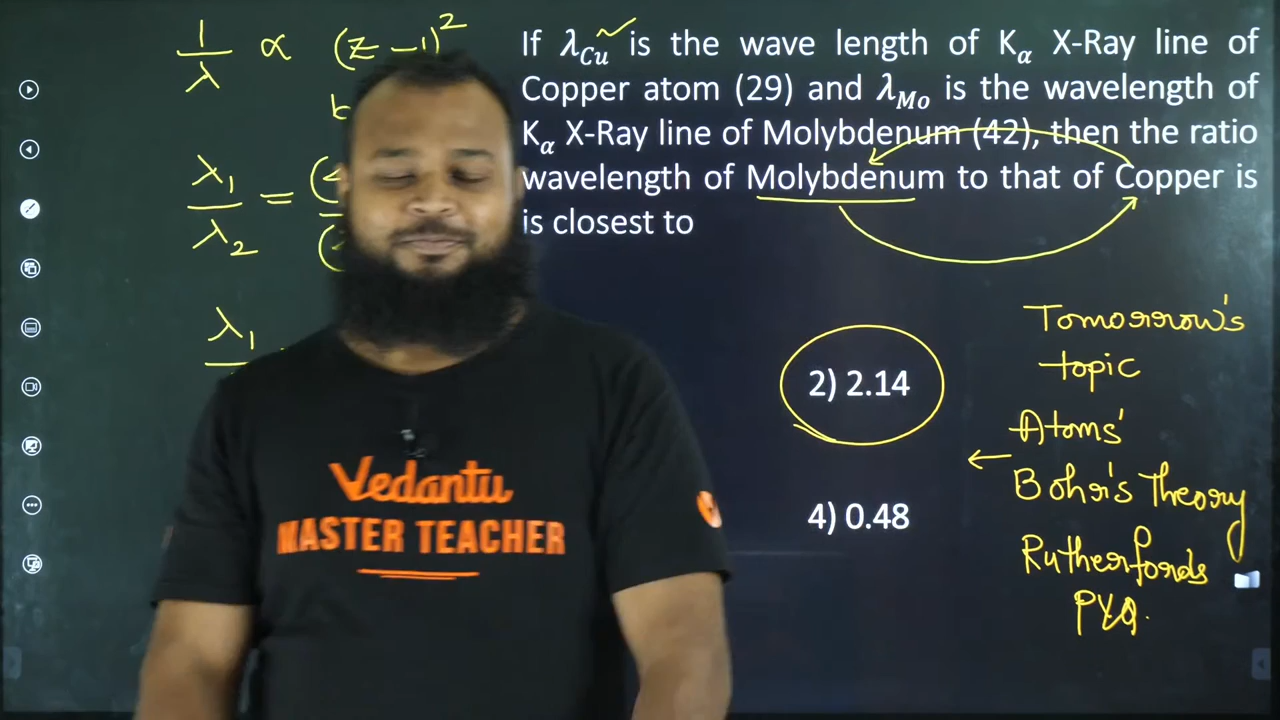 1/λ ∝ (z −1)²
λ₁/λ₂ = (
λ₁
If λCu is the wave length of Kα X-Ray line of
Copper atom (29) and λMo is the wavelength of
Kα X-Ray line of Molybdenum (42), then the ratio
wavelength of Molybdenum to that of Copper is
is closest to
2) 2.14
4) 0.48
Tomorrow's
topic
Atoms'
Bohr's Theory
Rutherfords
PYQ.
Vedantu
MASTER TEACHER